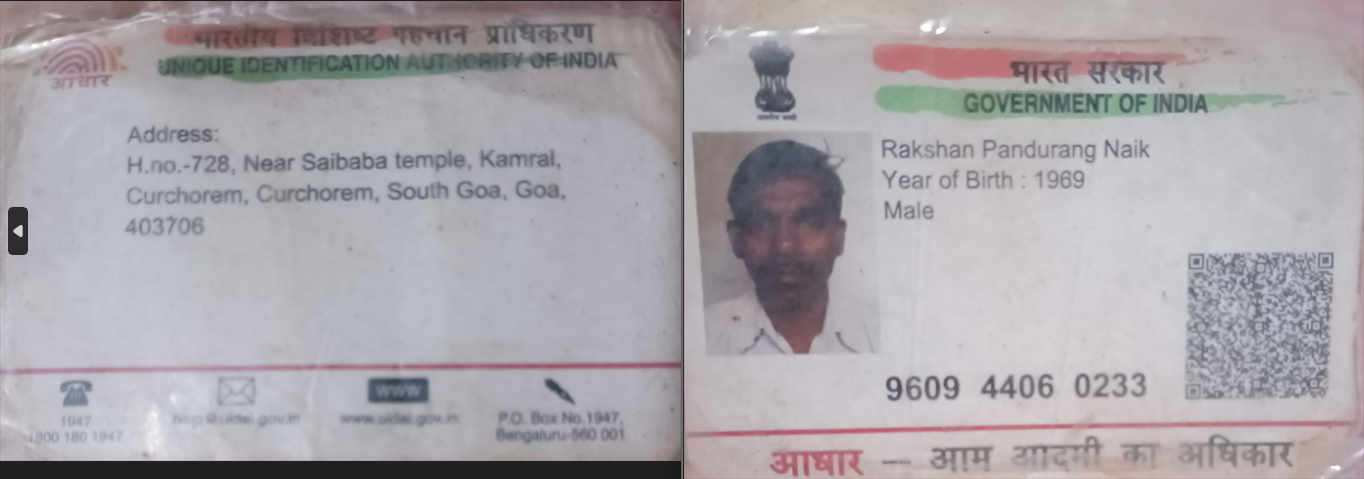 भारतीय विशिष्ट पहचान प्राधिकरण
UNIQUE IDENTIFICATION AUTHORITY OF INDIA
आधार
Address:
H.no.-728, Near Saibaba temple, Kamral,
Curchorem, Curchorem, South Goa, Goa,
403706
1947
1800 180 1947
help@uidai.gov.in
WWW
www.uidai.gov.in
P.O. Box No.1947,
Bengaluru-560 001
भारत सरकार
GOVERNMENT OF INDIA
Rakshan Pandurang Naik
Year of Birth : 1969
Male
9609 4406 0233
आधार — आम आदमी का अधिकार